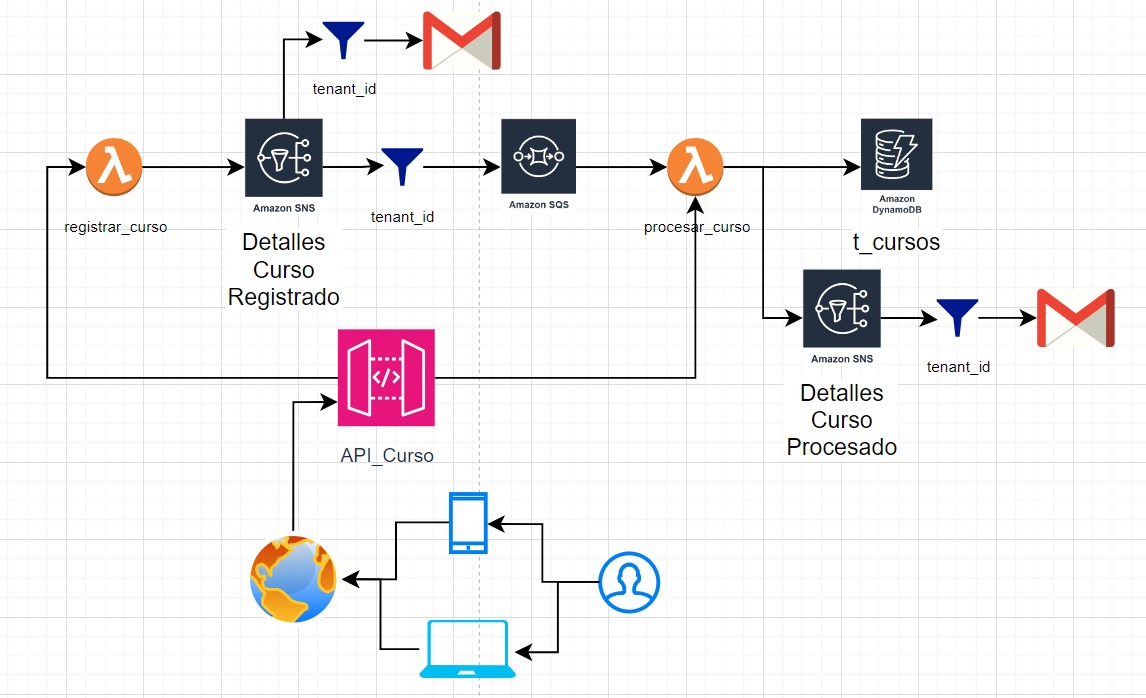 tenant_id
Amazon SNS
Detalles
Curso
Registrado
registrar_curso
tenant_id
Amazon SQS
procesar_curso
Amazon
DynamoDB
t_cursos
Amazon SNS
Detalles
Curso
Procesado
tenant_id
</>
API_Curso